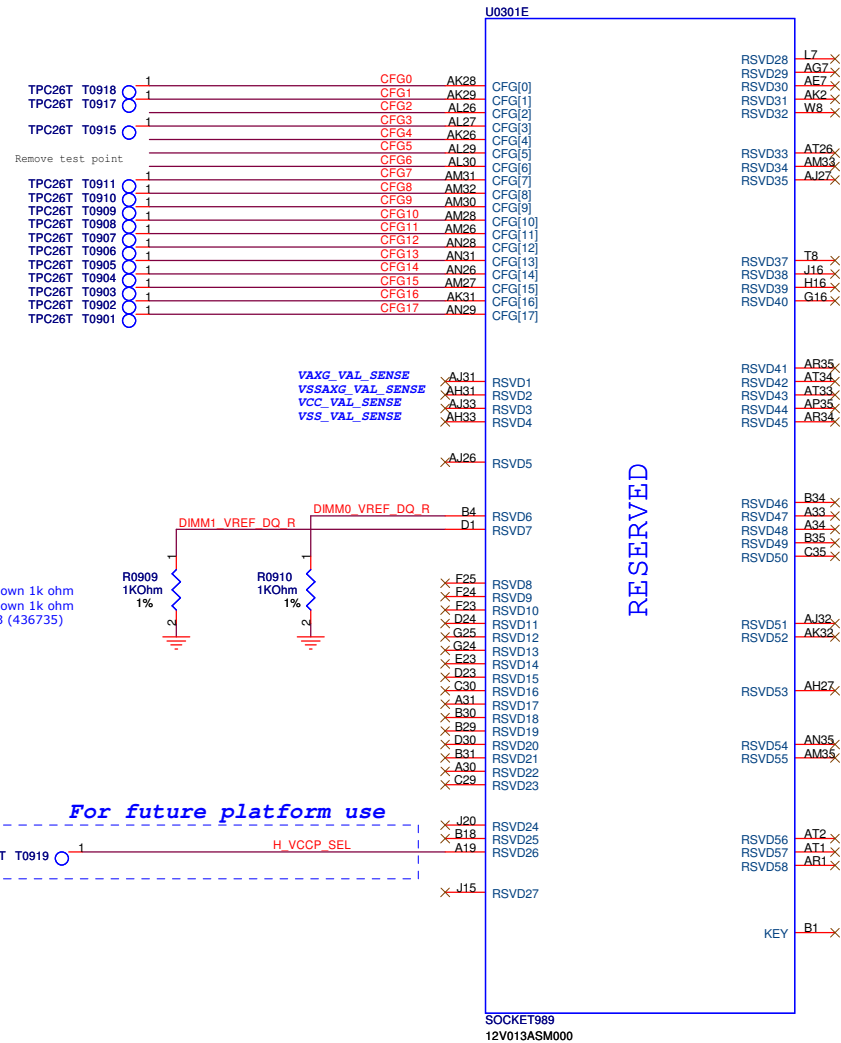 U0301E
TPC26T T0918 1 CFG0 AK28 CFG[0]
TPC26T T0917 1 CFG1 AK29 CFG[1]
CFG2 AL26 CFG[2]
TPC26T T0915 1 CFG3 AL27 CFG[3]
CFG4 AK26 CFG[4]
Remove test point
CFG5 AL29 CFG[5]
CFG6 AL30 CFG[6]
TPC26T T0911 1 CFG7 AM31 CFG[7]
TPC26T T0910 1 CFG8 AM32 CFG[8]
TPC26T T0909 1 CFG9 AM30 CFG[9]
TPC26T T0908 1 CFG10 AM28 CFG[10]
TPC26T T0907 1 CFG11 AM26 CFG[11]
TPC26T T0906 1 CFG12 AN28 CFG[12]
TPC26T T0905 1 CFG13 AN31 CFG[13]
TPC26T T0904 1 CFG14 AN26 CFG[14]
TPC26T T0903 1 CFG15 AM27 CFG[15]
TPC26T T0902 1 CFG16 AK31 CFG[16]
TPC26T T0901 1 CFG17 AN29 CFG[17]
VAXG_VAL_SENSE AJ31 RSVD1
VSSAXG_VAL_SENSE AH31 RSVD2
VCC_VAL_SENSE AJ33 RSVD3
VSS_VAL_SENSE AH33 RSVD4
AJ26 RSVD5
DIMM0_VREF_DQ_R B4 RSVD6
DIMM1_VREF_DQ_R D1 RSVD7
1
R0909
1KOhm
1%
2
1
R0910
1KOhm
1%
2
own 1k ohm
own 1k ohm
(436735)
F25 RSVD8
F24 RSVD9
F23 RSVD10
D24 RSVD11
G25 RSVD12
G24 RSVD13
E23 RSVD14
D23 RSVD15
C30 RSVD16
A31 RSVD17
B30 RSVD18
B29 RSVD19
D30 RSVD20
B31 RSVD21
A30 RSVD22
C29 RSVD23
For future platform use
J20 RSVD24
B18 RSVD25
T T0919 1 H_VCCP_SEL A19 RSVD26
J15 RSVD27
RESERVED
RSVD28 L7
RSVD29 AG7
RSVD30 AE7
RSVD31 AK2
RSVD32 W8
RSVD33 AT26
RSVD34 AM33
RSVD35 AJ27
RSVD37 T8
RSVD38 J16
RSVD39 H16
RSVD40 G16
RSVD41 AR35
RSVD42 AT34
RSVD43 AT33
RSVD44 AP35
RSVD45 AR34
RSVD46 B34
RSVD47 A33
RSVD48 A34
RSVD49 B35
RSVD50 C35
RSVD51 AJ32
RSVD52 AK32
RSVD53 AH27
RSVD54 AN35
RSVD55 AM35
RSVD56 AT2
RSVD57 AT1
RSVD58 AR1
KEY B1
SOCKET989
12V013ASM000